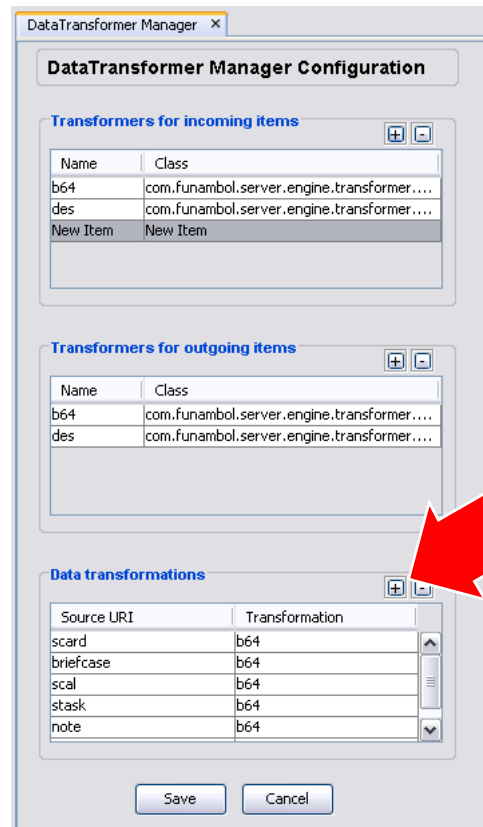 DataTransformer Manager ×
DataTransformer Manager Configuration
Transformers for incoming items
Name Class
b64 com.funambol.server.engine.transformer....
des com.funambol.server.engine.transformer....
New Item New Item
Transformers for outgoing items
Name Class
b64 com.funambol.server.engine.transformer....
des com.funambol.server.engine.transformer....
Data transformations
Source URI Transformation
scard b64
briefcase b64
scal b64
stask b64
note b64
Save Cancel